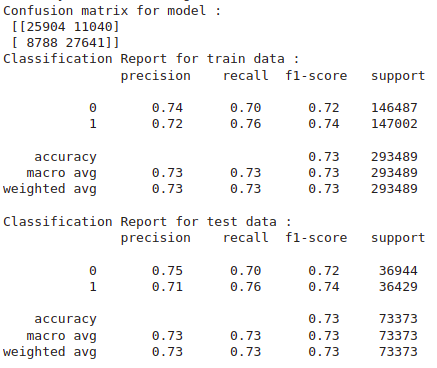 Confusion matrix for model :
[[25904 11040]
[ 8788 27641]]
Classification Report for train data :
precision recall f1-score support
0 0.74 0.70 0.72 146487
1 0.72 0.76 0.74 147002
accuracy 0.73 293489
macro avg 0.73 0.73 0.73 293489
weighted avg 0.73 0.73 0.73 293489
Classification Report for test data :
precision recall f1-score support
0 0.75 0.70 0.72 36944
1 0.71 0.76 0.74 36429
accuracy 0.73 73373
macro avg 0.73 0.73 0.73 73373
weighted avg 0.73 0.73 0.73 73373